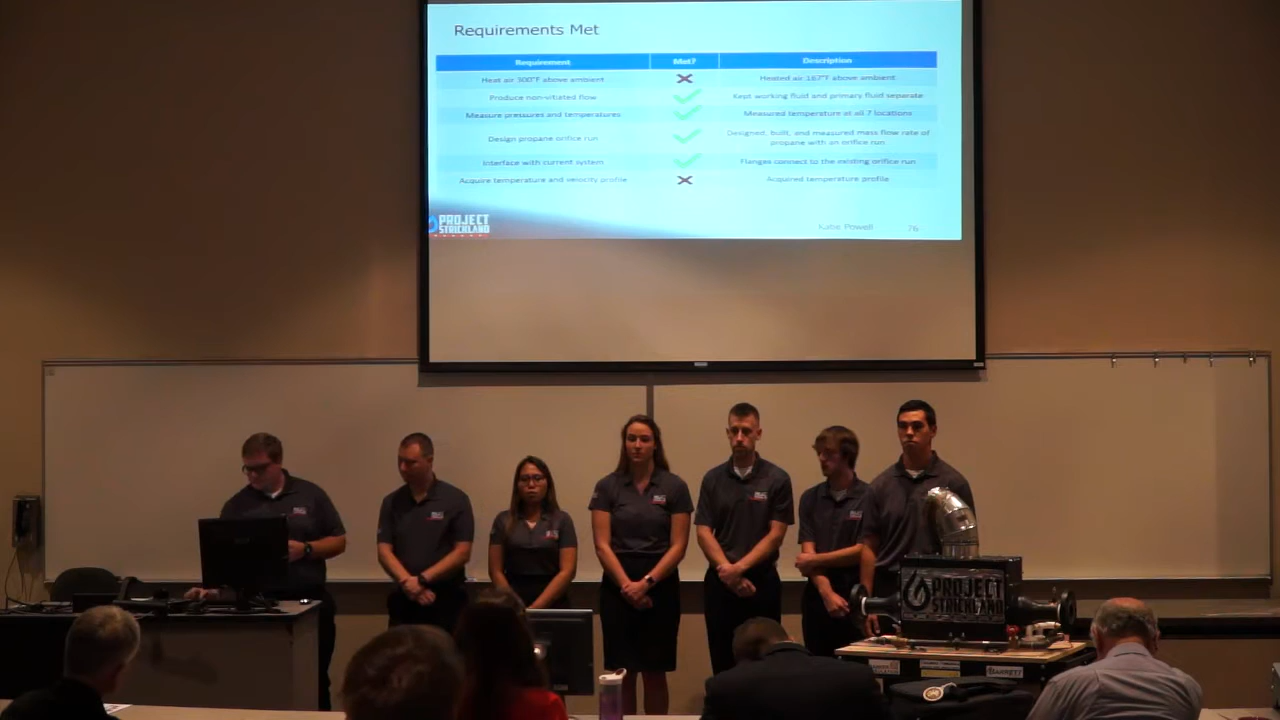 Requirements Met
Requirement Met? Description
Heat air 300°F above ambient Heated air 167°F above ambient
Produce non-vitiated flow Kept working fluid and primary fluid separate
Measure pressures and temperatures Measured temperature at all 7 locations
Design propane orifice run Designed, built, and measured mass flow rate of
propane with an orifice run
Interface with current system Flanges connect to the existing orifice run
Acquire temperature and velocity profile Acquired temperature profile
PROJECT
STRICKLAND
Katie Powell 76
PROJECT
STRICKLAND